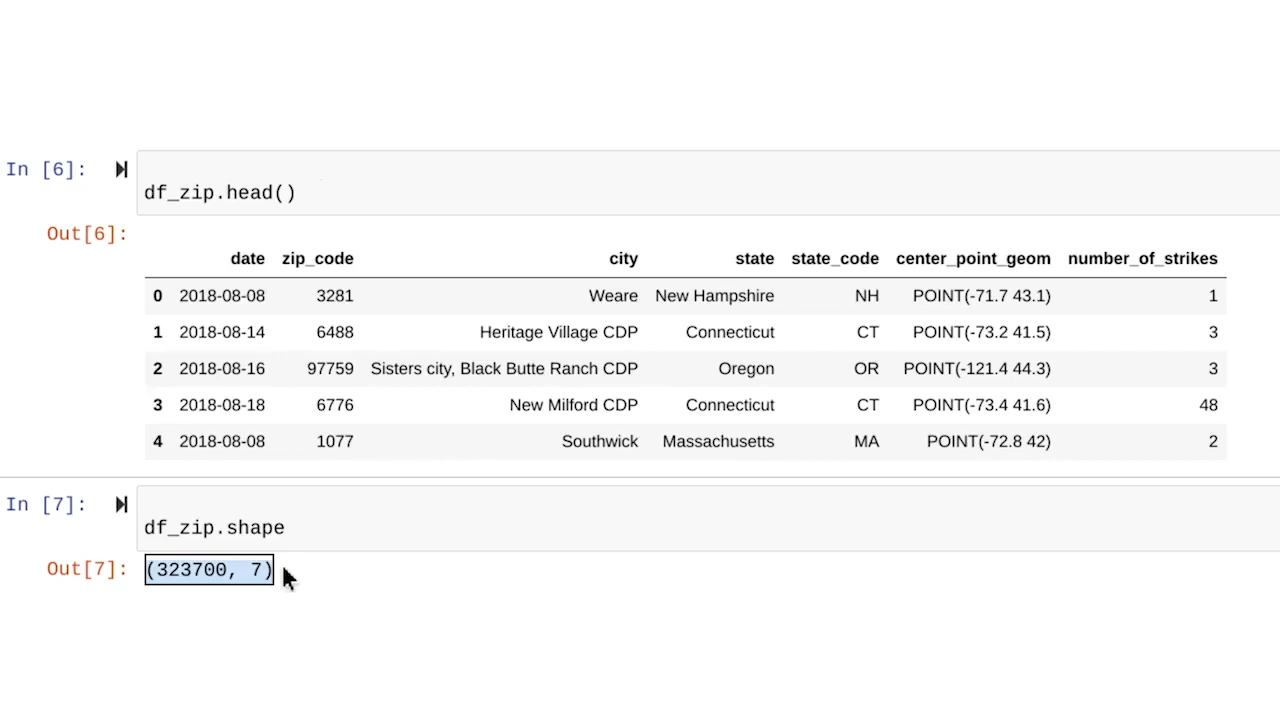 In [6]:
df_zip.head()
Out[6]:
date zip_code city state state_code center_point_geom number_of_strikes
0 2018-08-08 3281 Weare New Hampshire NH POINT(-71.7 43.1) 1
1 2018-08-14 6488 Heritage Village CDP Connecticut CT POINT(-73.2 41.5) 3
2 2018-08-16 97759 Sisters city, Black Butte Ranch CDP Oregon OR POINT(-121.4 44.3) 3
3 2018-08-18 6776 New Milford CDP Connecticut CT POINT(-73.4 41.6) 48
4 2018-08-08 1077 Southwick Massachusetts MA POINT(-72.8 42) 2
In [7]:
df_zip.shape
Out[7]: (323700, 7)